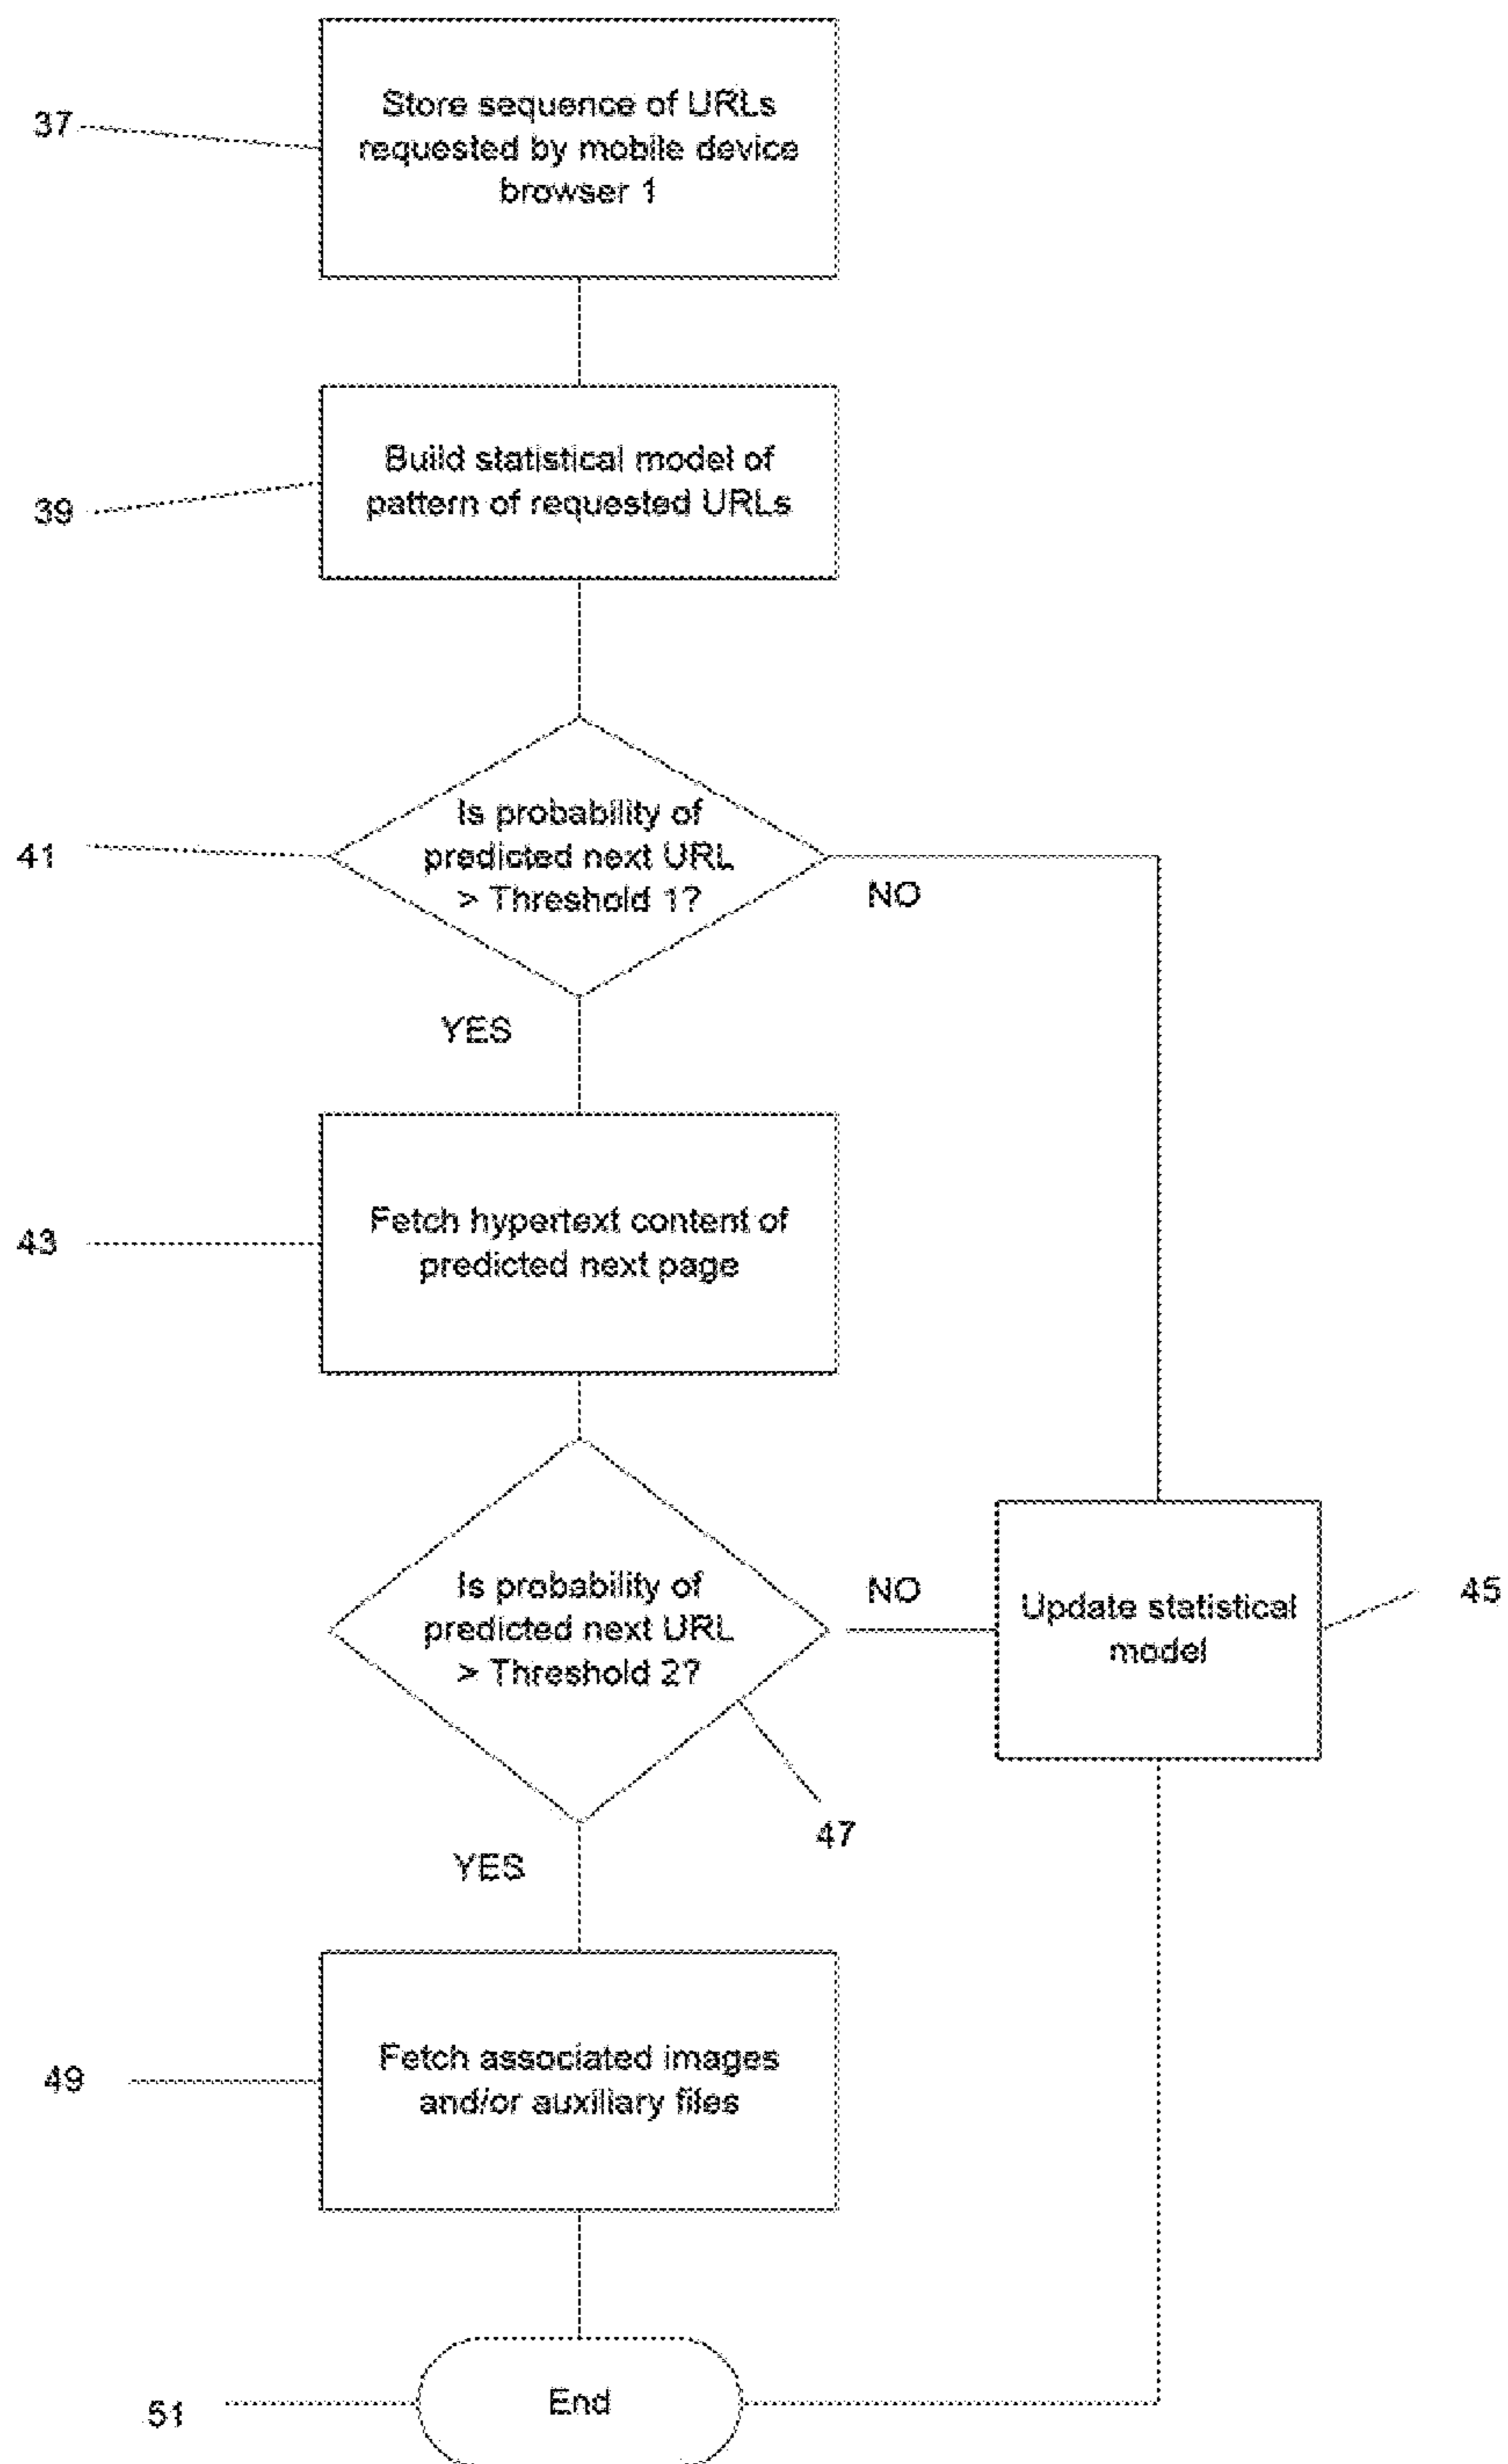 37
Store sequence of URLs
requested by mobile device
browser 1
39
Build statistical model of
pattern of requested URLs
41
Is probability of
predicted next URL
> Threshold 1?
NO
YES
43
Fetch hypertext content of
predicted next page
Is probability of
predicted next URL
> Threshold 2?
NO
Update statistical
model
45
47
YES
49
Fetch associated images
and/or auxiliary files
51
End